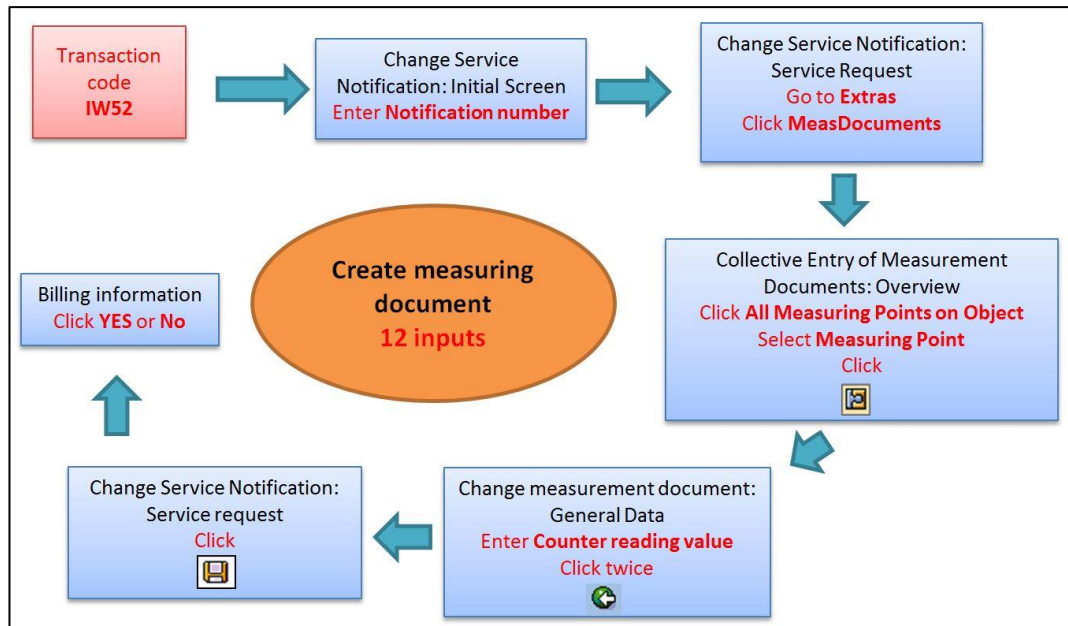 Transaction
code
IW52
Change Service
Notification: Initial Screen
Enter Notification number
Change Service Notification:
Service Request
Go to Extras
Click MeasDocuments
Collective Entry of Measurement
Documents: Overview
Click All Measuring Points on Object
Select Measuring Point
Click
Change measurement document:
General Data
Enter Counter reading value
Click twice
Change Service Notification:
Service request
Click
Billing information
Click YES or No
Create measuring
document
12 inputs